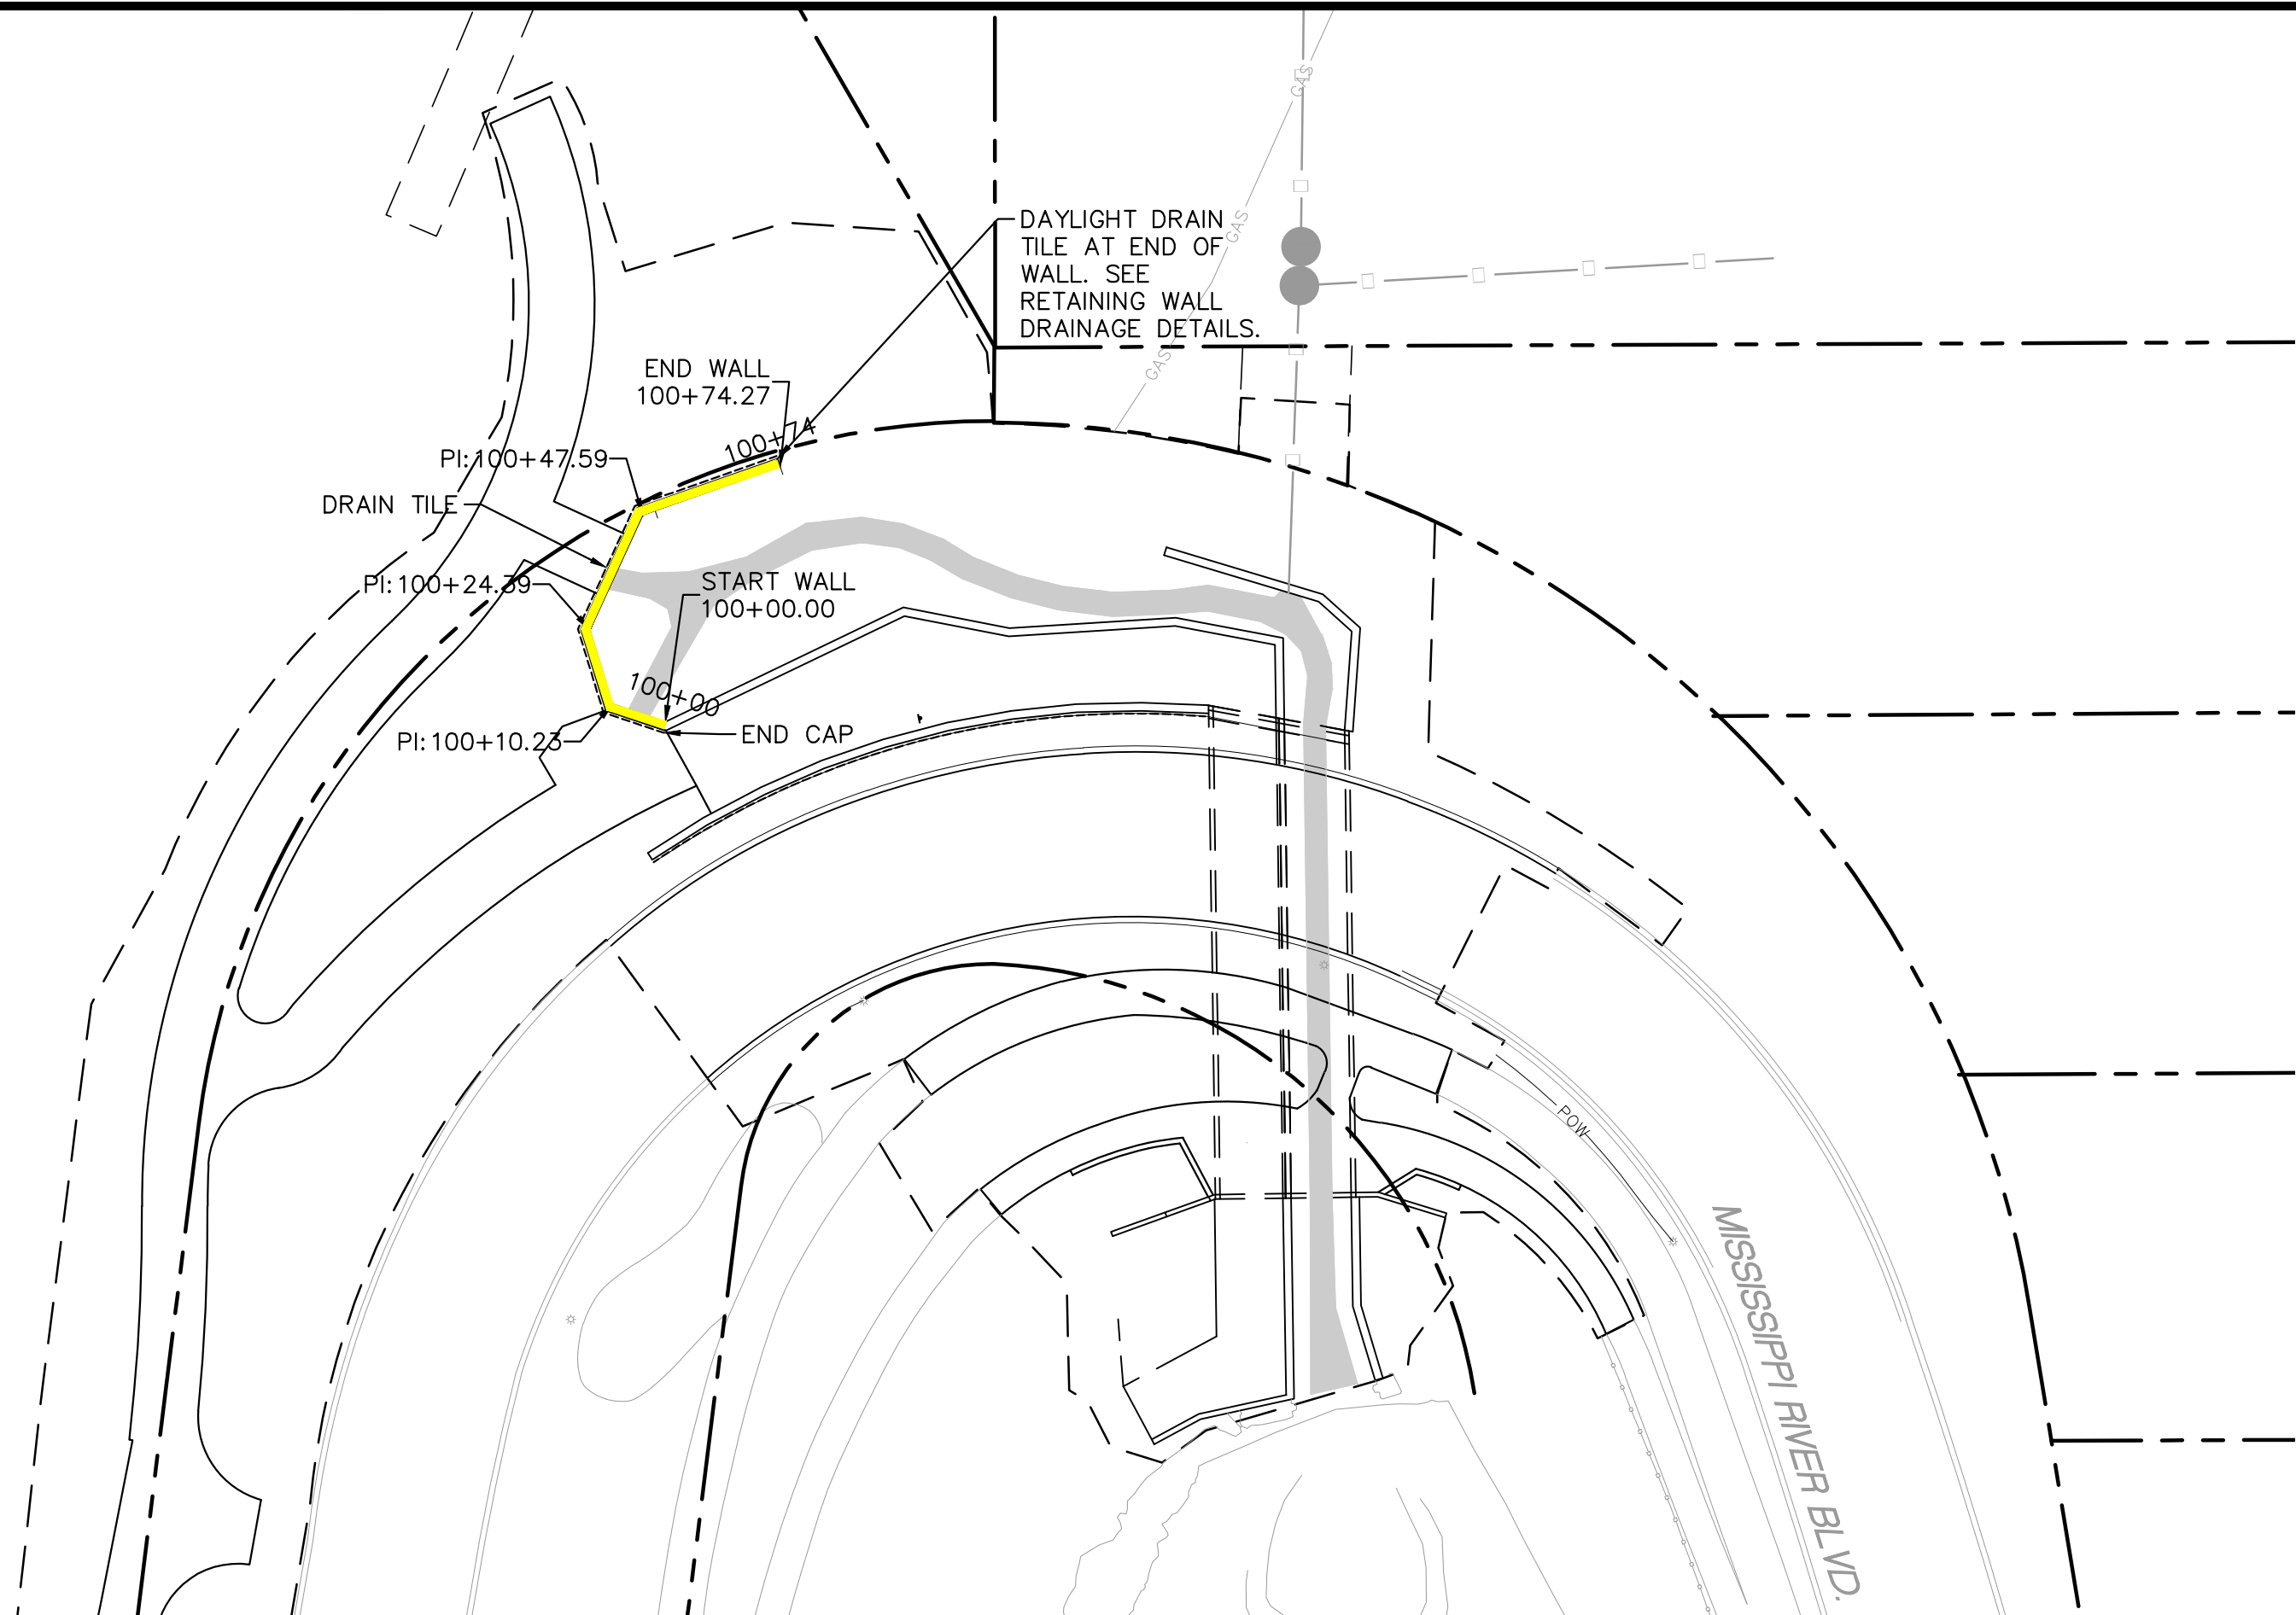 GAS
DAYLIGHT DRAIN
TILE AT END OF
WALL. SEE
RETAINING WALL
DRAINAGE DETAILS.
GAS
GAS
END WALL
100+74.27
100+74
PI:100+47.59
DRAIN TILE
PI:100+24.39
START WALL
100+00.00
100+00
END CAP
PI:100+10.23
POW
MISSISSIPPI RIVER BLVD.